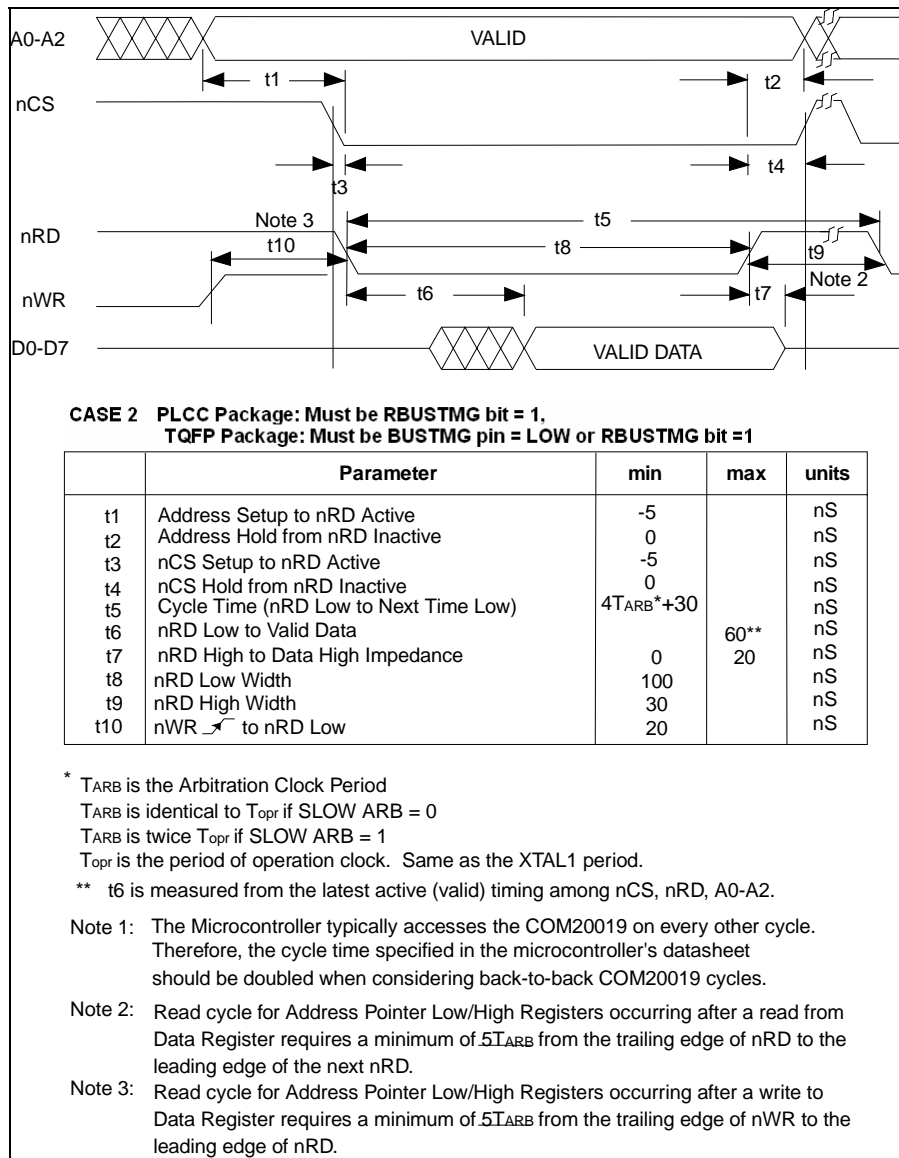 A0-A2
VALID
t1
t2
nCS
t3
t4
Note 3
t5
nRD
t10
t8
t9
nWR
t6
t7
Note 2
D0-D7
VALID DATA
CASE 2 PLCC Package: Must be RBUSTMG bit = 1,
TQFP Package: Must be BUSTMG pin = LOW or RBUSTMG bit =1
Parameter min max units
t1 Address Setup to nRD Active -5 nS
t2 Address Hold from nRD Inactive 0 nS
t3 nCS Setup to nRD Active -5 nS
t4 nCS Hold from nRD Inactive 0 nS
t5 Cycle Time (nRD Low to Next Time Low) 4TARB*+30 nS
t6 nRD Low to Valid Data 60** nS
t7 nRD High to Data High Impedance 0 20 nS
t8 nRD Low Width 100 nS
t9 nRD High Width 30 nS
t10 nWR to nRD Low 20 nS
* TARB is the Arbitration Clock Period
TARB is identical to Topr if SLOW ARB = 0
TARB is twice Topr if SLOW ARB = 1
Topr is the period of operation clock. Same as the XTAL1 period.
** t6 is measured from the latest active (valid) timing among nCS, nRD, A0-A2.
Note 1: The Microcontroller typically accesses the COM20019 on every other cycle.
Therefore, the cycle time specified in the microcontroller's datasheet
should be doubled when considering back-to-back COM20019 cycles.
Note 2: Read cycle for Address Pointer Low/High Registers occurring after a read from
Data Register requires a minimum of 5TARB from the trailing edge of nRD to the
leading edge of the next nRD.
Note 3: Read cycle for Address Pointer Low/High Registers occurring after a write to
Data Register requires a minimum of 5TARB from the trailing edge of nWR to the
leading edge of nRD.